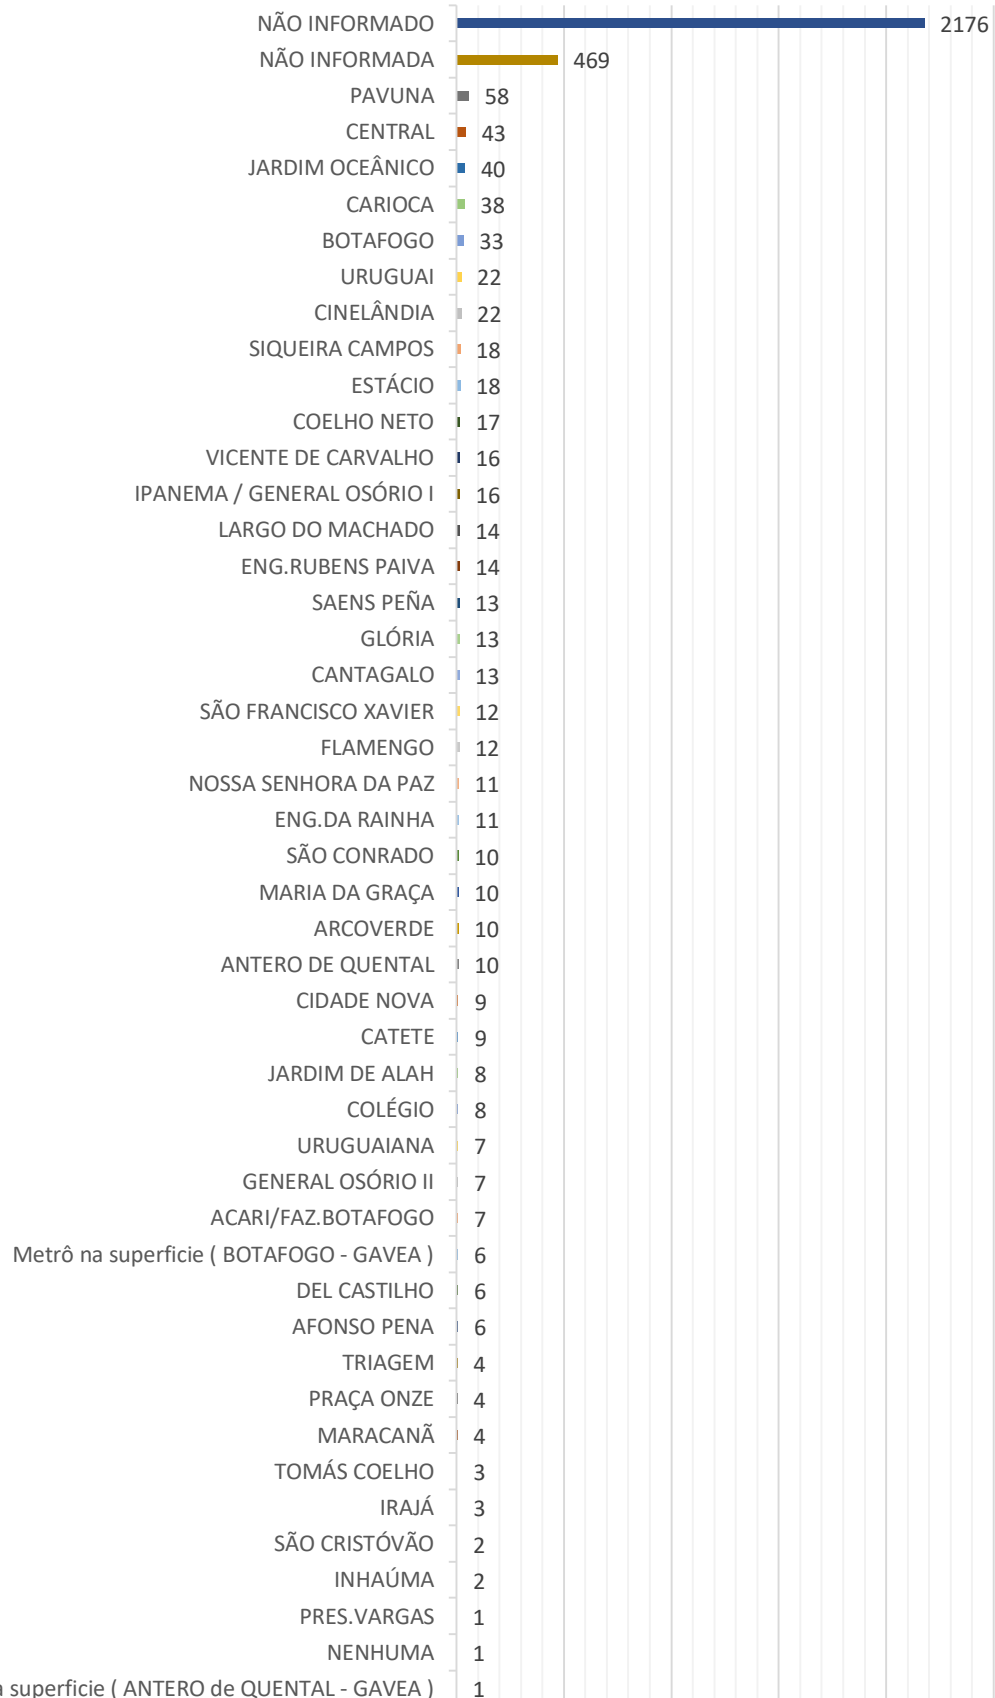 NÃO INFORMADO 2176
NÃO INFORMADA 469
PAVUNA 58
CENTRAL 43
JARDIM OCEÂNICO 40
CARIOCA 38
BOTAFOGO 33
URUGUAI 22
CINELÂNDIA 22
SIQUEIRA CAMPOS 18
ESTÁCIO 18
COELHO NETO 17
VICENTE DE CARVALHO 16
IPANEMA / GENERAL OSÓRIO I 16
LARGO DO MACHADO 14
ENG.RUBENS PAIVA 14
SAENS PEÑA 13
GLÓRIA 13
CANTAGALO 13
SÃO FRANCISCO XAVIER 12
FLAMENGO 12
NOSSA SENHORA DA PAZ 11
ENG.DA RAINHA 11
SÃO CONRADO 10
MARIA DA GRAÇA 10
ARCOVERDE 10
ANTERO DE QUENTAL 10
CIDADE NOVA 9
CATETE 9
JARDIM DE ALAH 8
COLÉGIO 8
URUGUAIANA 7
GENERAL OSÓRIO II 7
ACARI/FAZ.BOTAFOGO 7
Metrô na superficie ( BOTAFOGO - GAVEA ) 6
DEL CASTILHO 6
AFONSO PENA 6
TRIAGEM 4
PRAÇA ONZE 4
MARACANÃ 4
TOMÁS COELHO 3
IRAJÁ 3
SÃO CRISTÓVÃO 2
INHAÚMA 2
PRES.VARGAS 1
NENHUMA 1
a superficie ( ANTERO de QUENTAL - GAVEA ) 1